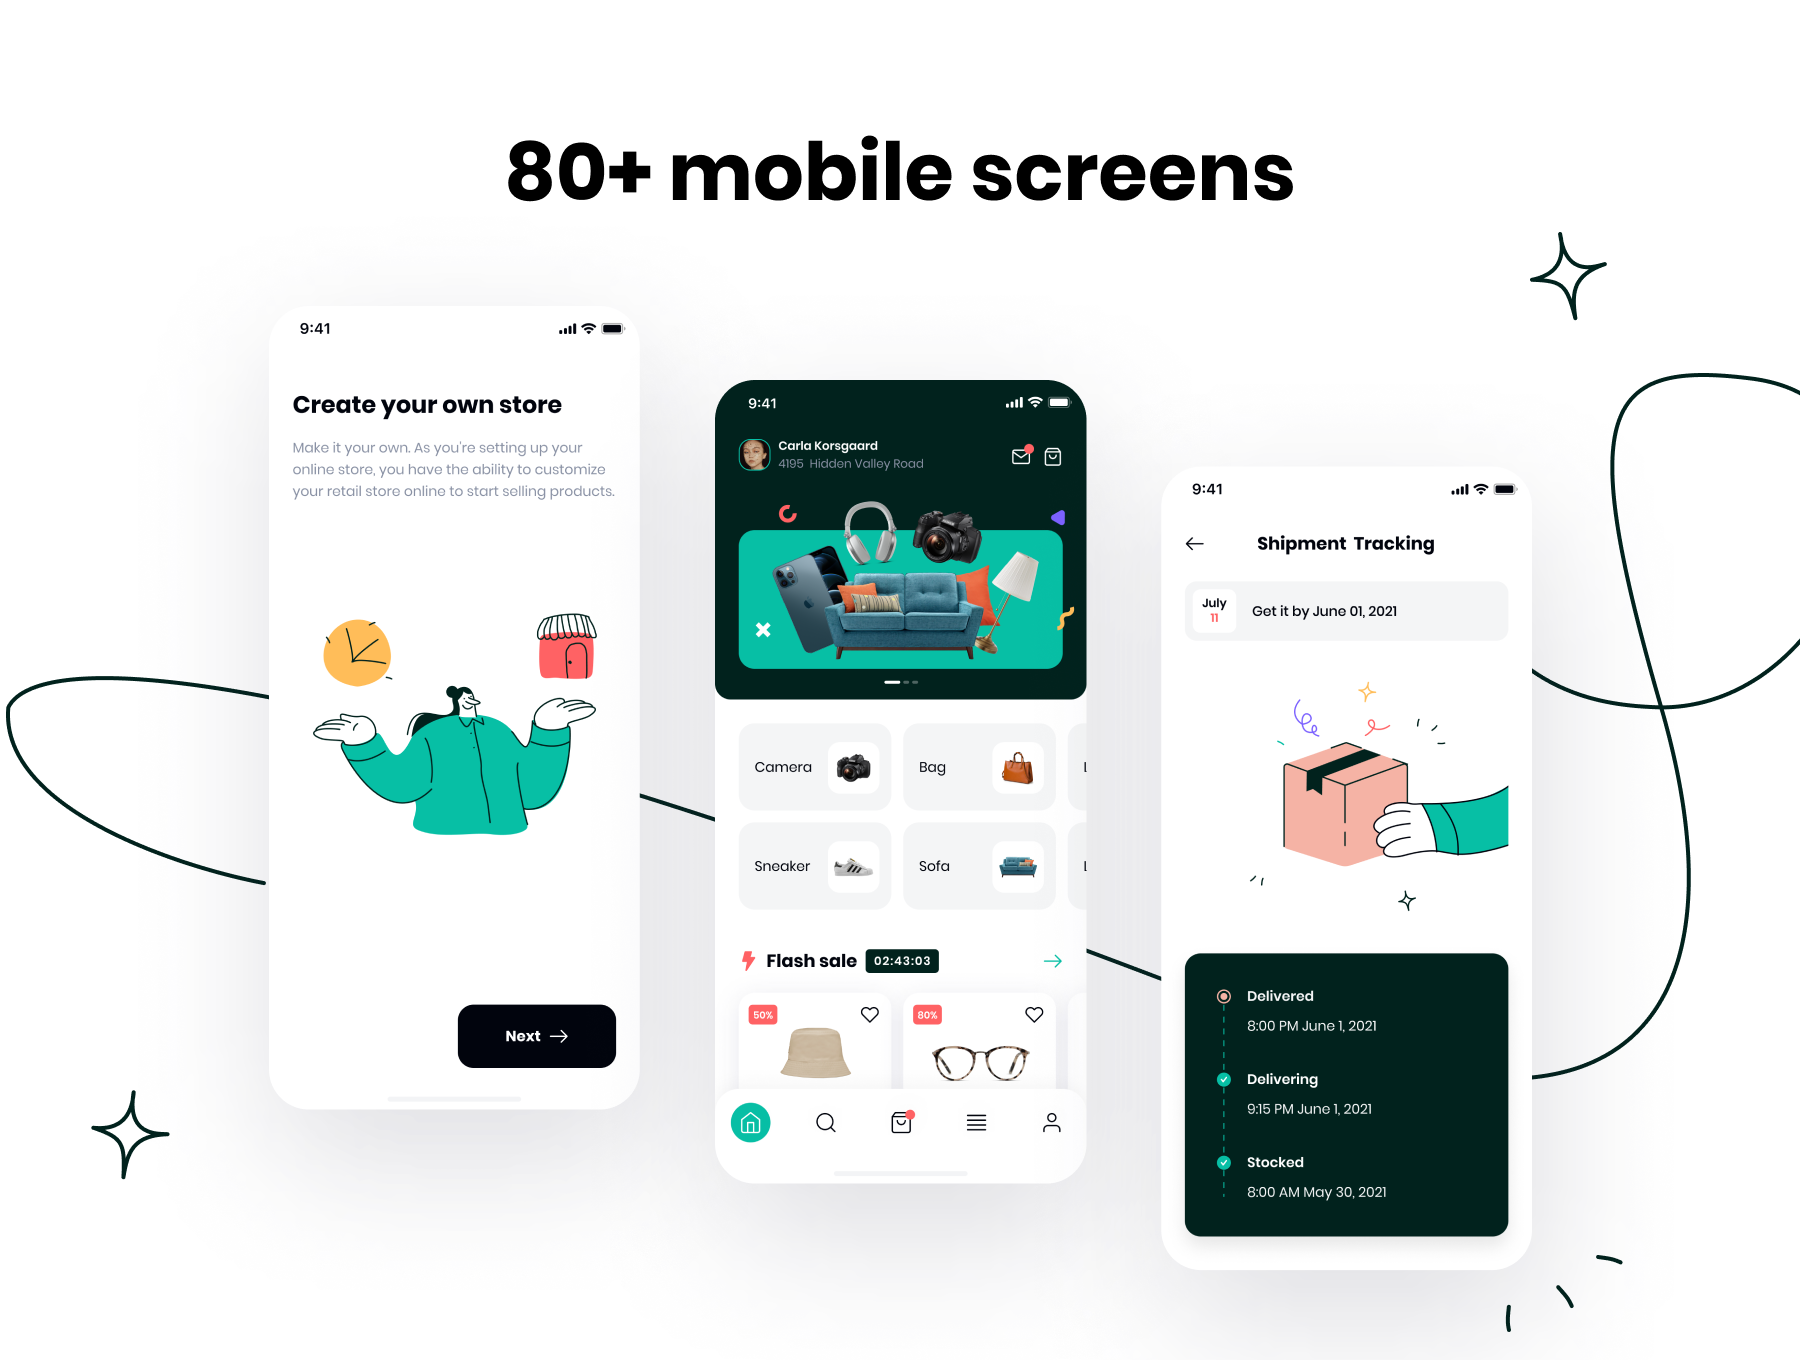 80+ mobile screens
9:41
Create your own store
Make it your own. As you're setting up your
online store, you have the ability to customize
your retail store online to start selling products.
Next
9:41
Carla Korsgaard
4195 Hidden Valley Road
Camera
Bag
Sneaker
Sofa
Flash sale
02:43:03
50%
80%
9:41
Shipment Tracking
July
11
Get it by June 01, 2021
Delivered
8:00 PM June 1, 2021
Delivering
9:15 PM June 1, 2021
Stocked
8:00 AM May 30, 2021